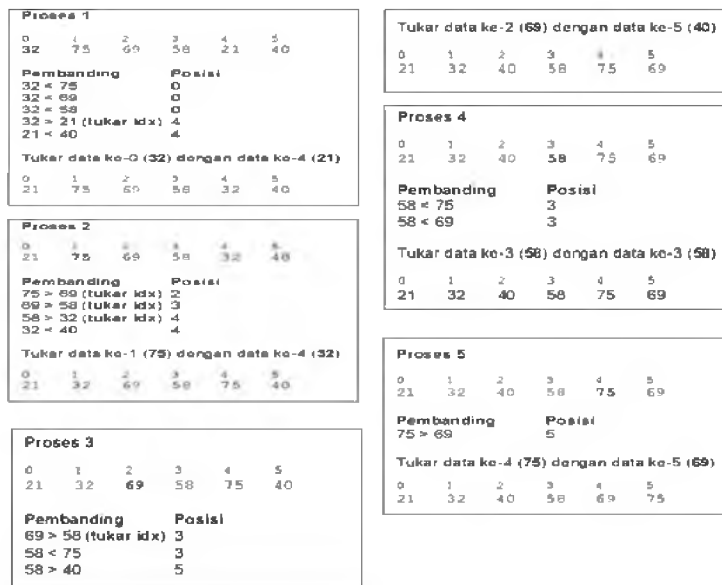 Proses 1
0 1 2 3 4 5
32 75 69 58 21 40
Pembanding Posisi
32 < 75 0
32 < 69 0
32 < 58 0
32 > 21 (tukar idx) 4
21 < 40 4
Tukar data ke-0 (32) dengan data ke-4 (21)
0 1 2 3 4 5
21 75 69 58 32 40
Proses 2
0 1 2 3 4 5
21 75 69 58 32 40
Pembanding Posisi
75 > 69 (tukar idx) 2
69 > 58 (tukar idx) 3
58 > 32 (tukar idx) 4
32 < 40 4
Tukar data ke-1 (75) dengan data ke-4 (32)
0 1 2 3 4 5
21 32 69 58 75 40
Proses 3
0 1 2 3 4 5
21 32 69 58 75 40
Pembanding Posisi
69 > 58 (tukar idx) 3
58 < 75 3
58 > 40 5
Tukar data ke-2 (69) dengan data ke-5 (40)
0 1 2 3 4 5
21 32 40 58 75 69
Proses 4
0 1 2 3 4 5
21 32 40 58 75 69
Pembanding Posisi
58 < 75 3
58 < 69 3
Tukar data ke-3 (58) dengan data ke-3 (58)
0 1 2 3 4 5
21 32 40 58 75 69
Proses 5
0 1 2 3 4 5
21 32 40 58 75 69
Pembanding Posisi
75 > 69 5
Tukar data ke-4 (75) dengan data ke-5 (69)
0 1 2 3 4 5
21 32 40 58 69 75